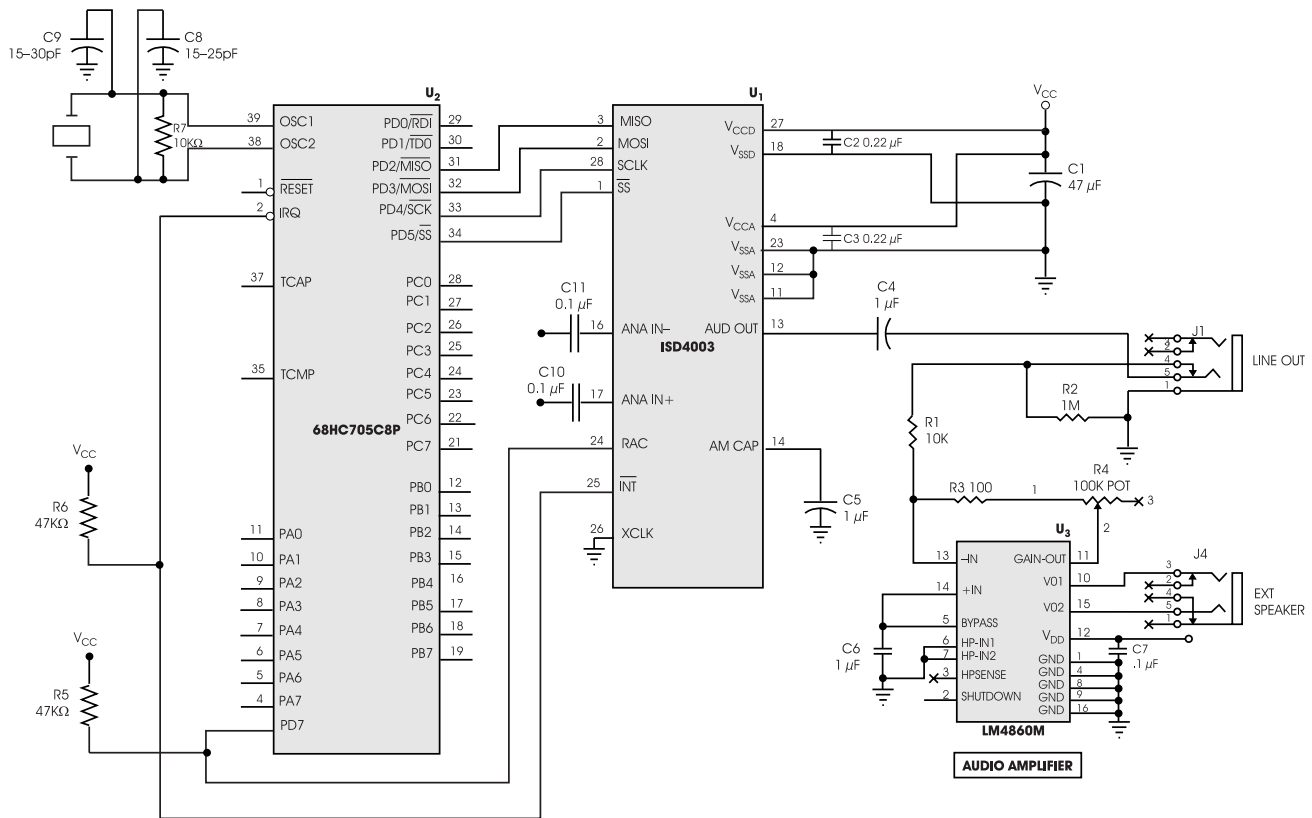 C9
15–30pF
C8
15–25pF
R7
10KΩ
U2
39 OSC1
38 OSC2
1 RESET
2 IRQ
37 TCAP
35 TCMP
68HC705C8P
11 PA0
10 PA1
9 PA2
8 PA3
7 PA4
6 PA5
5 PA6
4 PA7
PD7
PD0/RDI 29
PD1/TD0 30
PD2/MISO 31
PD3/MOSI 32
PD4/SCK 33
PD5/SS 34
PC0 28
PC1 27
PC2 26
PC3 25
PC4 24
PC5 23
PC6 22
PC7 21
PB0 12
PB1 13
PB2 14
PB3 15
PB4 16
PB5 17
PB6 18
PB7 19
VCC
R6
47KΩ
VCC
R5
47KΩ
U1
3 MISO
2 MOSI
28 SCLK
1 SS
C11
0.1 µF
16 ANA IN–
C10
0.1 µF
17 ANA IN+
24 RAC
25 INT
26 XCLK
ISD4003
VCCD 27
VSSD 18
VCCA 4
VSSA 23
VSSA 12
VSSA 11
AUD OUT 13
AM CAP 14
C2 0.22 µF
C3 0.22 µF
VCC
C1
47 µF
C4
1 µF
C5
1 µF
J1
3
2
4
5
1
LINE OUT
R2
1M
R1
10K
R3 100
1
R4
100K POT
3
2
U3
13 –IN
14 +IN
5 BYPASS
6 HP-IN1
7 HP-IN2
3 HPSENSE
2 SHUTDOWN
GAIN-OUT 11
V01 10
V02 15
VDD 12
GND 1
GND 4
GND 8
GND 9
GND 16
LM4860M
C6
1 µF
C7
.1 µF
J4
3
2
4
5
1
EXT
SPEAKER
AUDIO AMPLIFIER